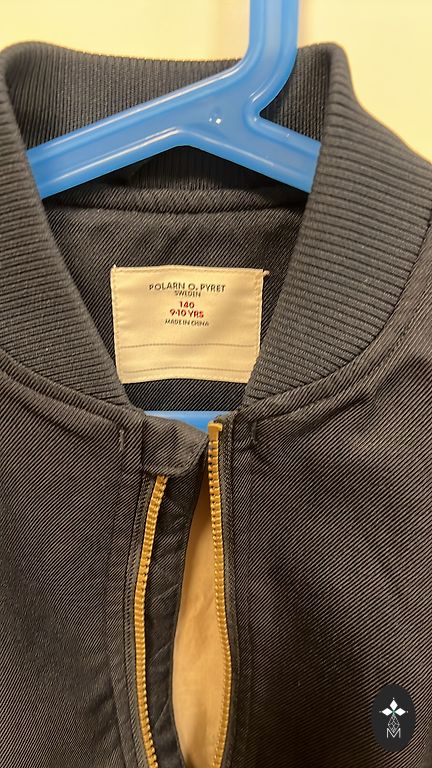 POLARN O. PYRET
SWEDEN
140
9-10 YRS
MADE IN CHINA